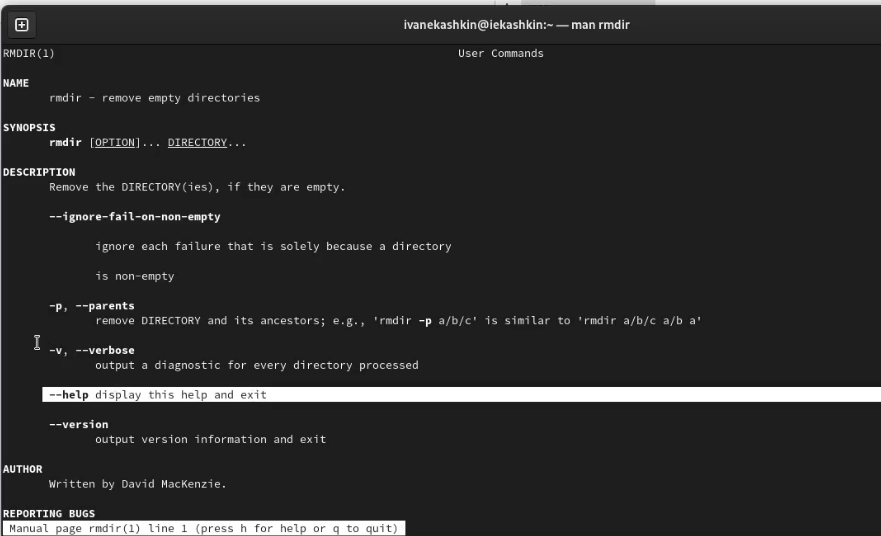 ivanekashkin@iekashkin:~ — man rmdir
RMDIR(1) User Commands
NAME
rmdir - remove empty directories
SYNOPSIS
rmdir [OPTION]... DIRECTORY...
DESCRIPTION
Remove the DIRECTORY(ies), if they are empty.
--ignore-fail-on-non-empty
ignore each failure that is solely because a directory
is non-empty
-p, --parents
remove DIRECTORY and its ancestors; e.g., 'rmdir -p a/b/c' is similar to 'rmdir a/b/c a/b a'
-v, --verbose
output a diagnostic for every directory processed
--help display this help and exit
--version
output version information and exit
AUTHOR
Written by David MacKenzie.
REPORTING BUGS
Manual page rmdir(1) line 1 (press h for help or q to quit)